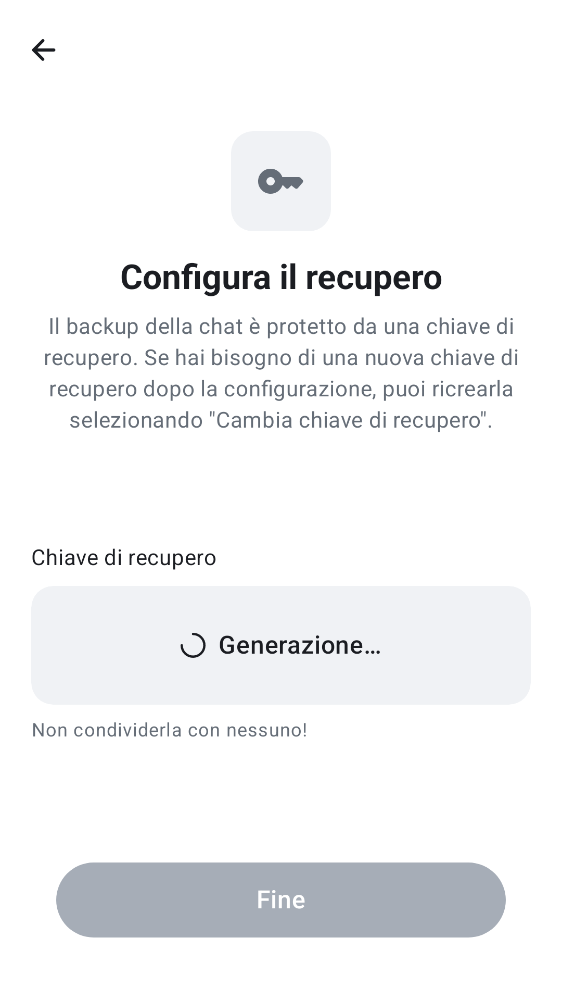 Configura il recupero
Il backup della chat è protetto da una chiave di
recupero. Se hai bisogno di una nuova chiave di
recupero dopo la configurazione, puoi ricrearla
selezionando "Cambia chiave di recupero".
Chiave di recupero
Generazione…
Non condividerla con nessuno!
Fine